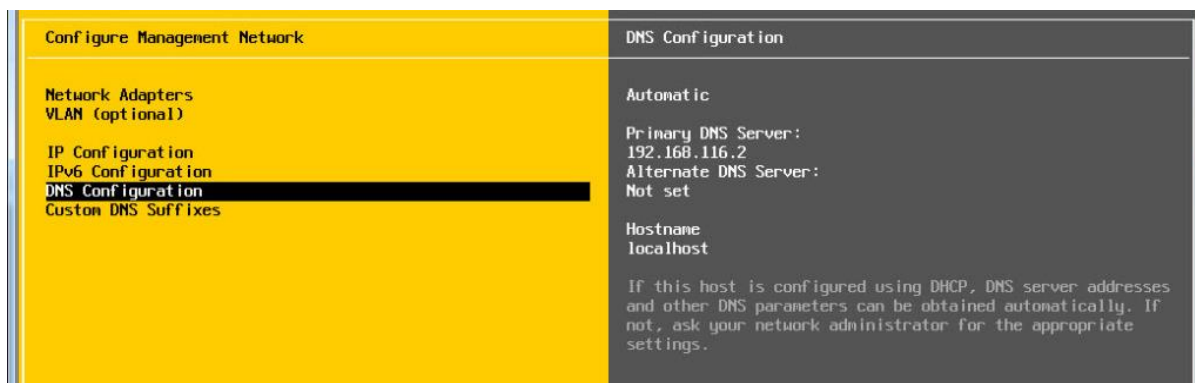 Configure Management Network
Network Adapters
VLAN (optional)
IP Configuration
IPv6 Configuration
DNS Configuration
Custom DNS Suffixes
DNS Configuration
Automatic
Primary DNS Server:
192.168.116.2
Alternate DNS Server:
Not set
Hostname
localhost
If this host is configured using DHCP, DNS server addresses
and other DNS parameters can be obtained automatically. If
not, ask your network administrator for the appropriate
settings.